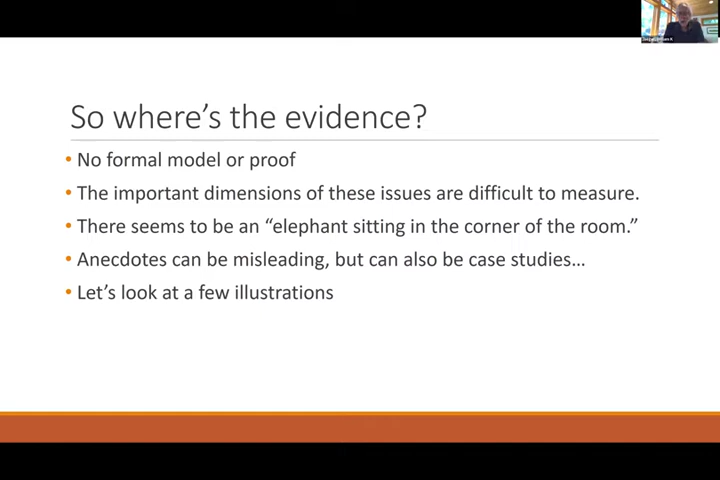 So where's the evidence?
• No formal model or proof
• The important dimensions of these issues are difficult to measure.
• There seems to be an “elephant sitting in the corner of the room.”
• Anecdotes can be misleading, but can also be case studies…
• Let's look at a few illustrations